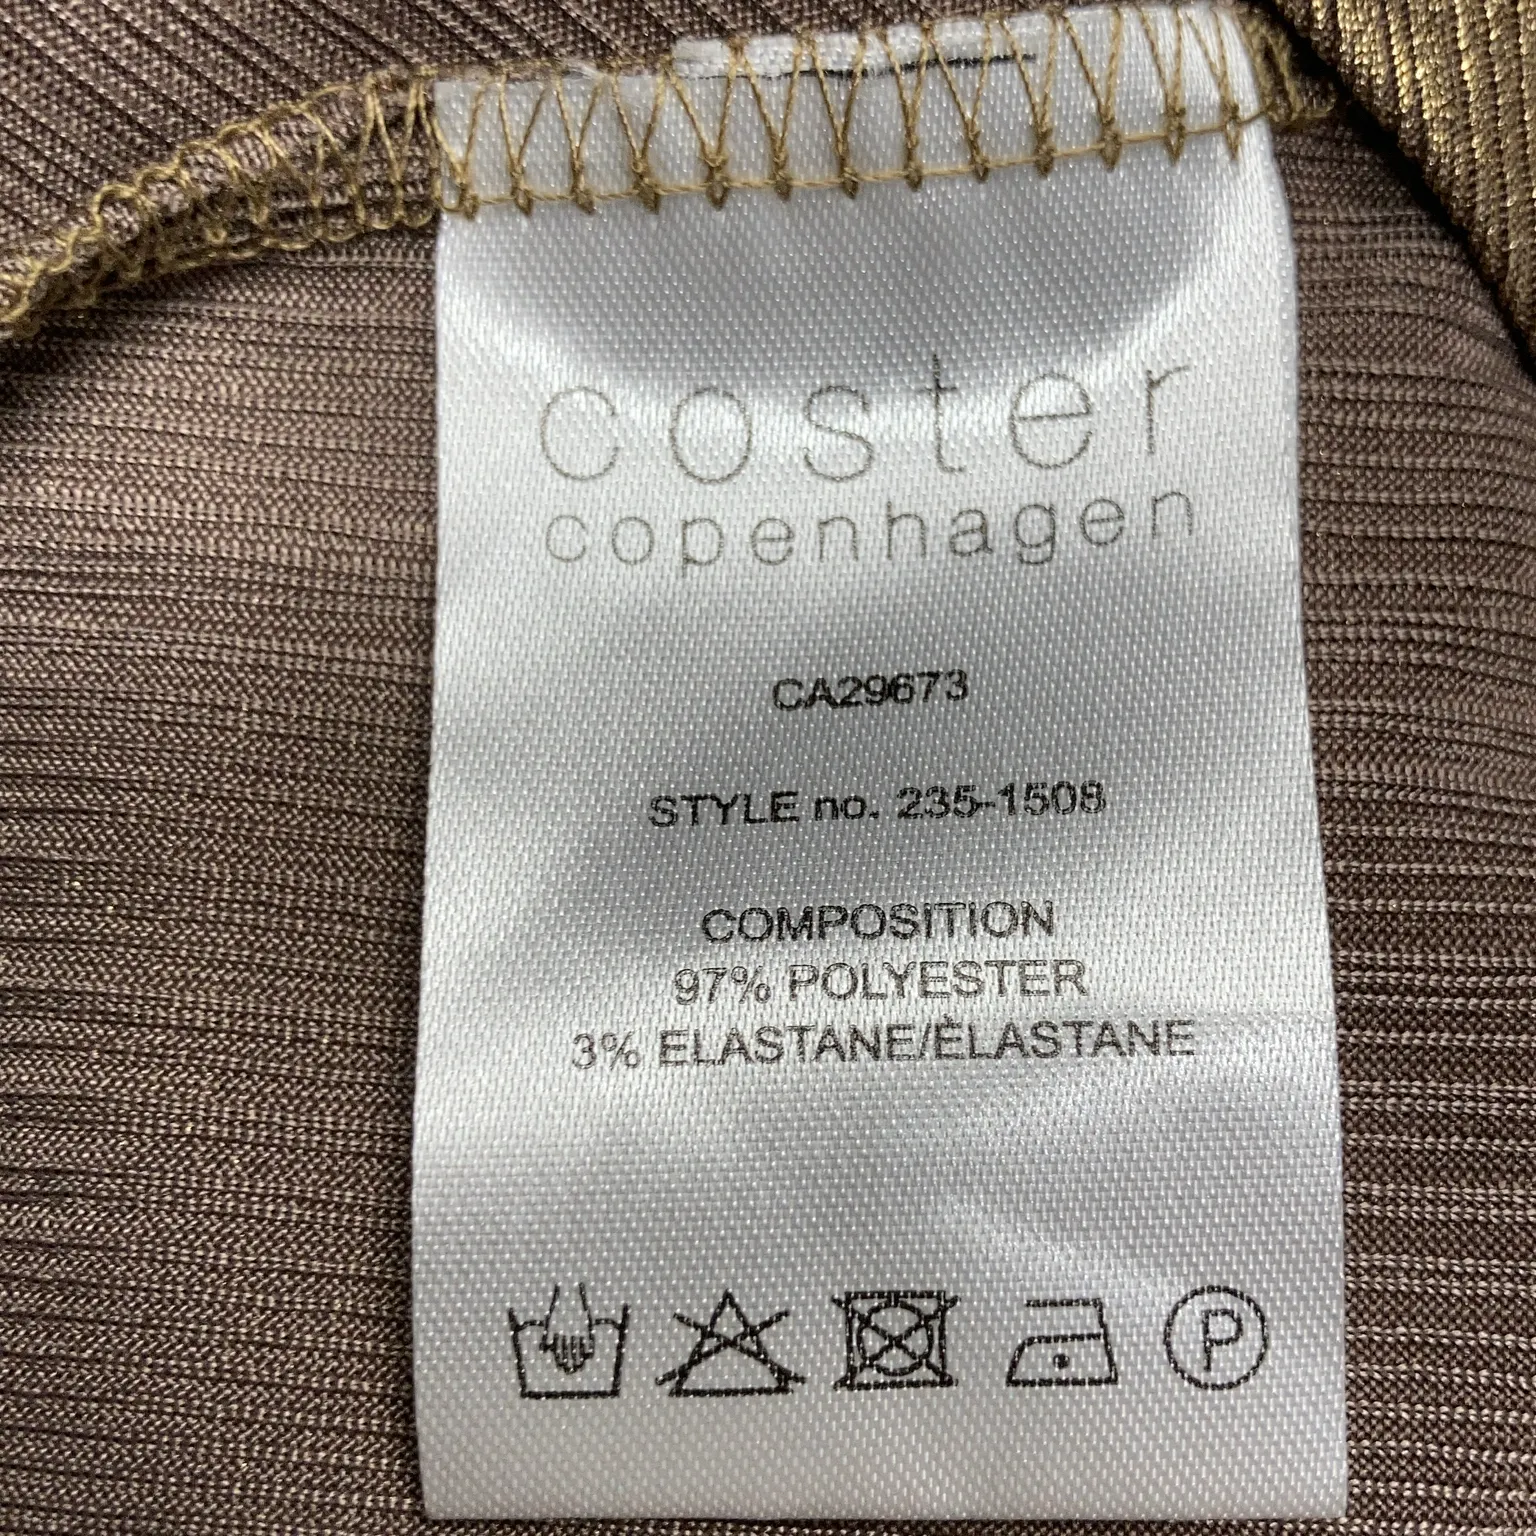 coster
copenhagen
CA29673
STYLE no. 235-1508
COMPOSITION
97% POLYESTER
3% ELASTANE/ÉLASTANE
P